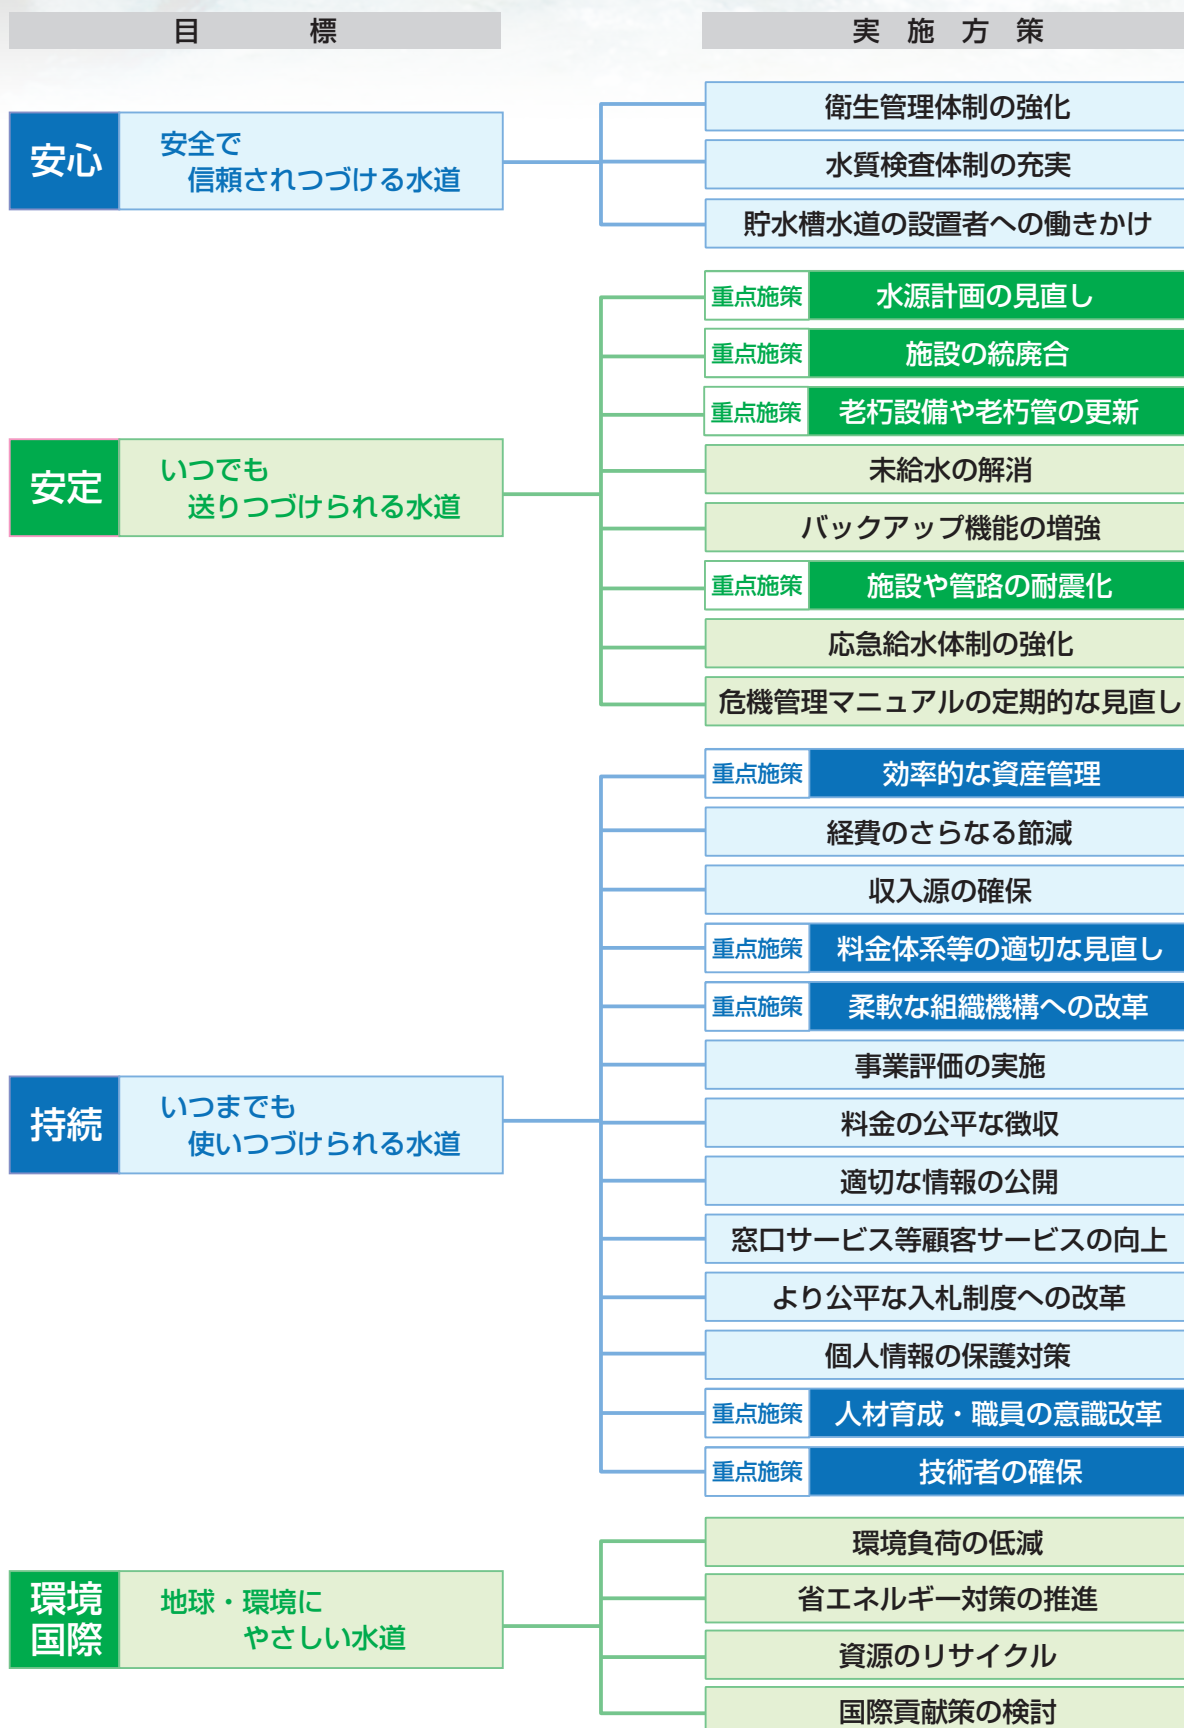 目標
実施方策
安心
安全で
信頼されつづける水道
衛生管理体制の強化
水質検査体制の充実
貯水槽水道の設置者への働きかけ
安定
いつでも
送りつづけられる水道
重点施策 水源計画の見直し
重点施策 施設の統廃合
重点施策 老朽設備や老朽管の更新
未給水の解消
バックアップ機能の増強
重点施策 施設や管路の耐震化
応急給水体制の強化
危機管理マニュアルの定期的な見直し
持続
いつまでも
使いつづけられる水道
重点施策 効率的な資産管理
経費のさらなる節減
収入源の確保
重点施策 料金体系等の適切な見直し
重点施策 柔軟な組織機構への改革
事業評価の実施
料金の公平な徴収
適切な情報の公開
窓口サービス等顧客サービスの向上
より公平な入札制度への改革
個人情報の保護対策
重点施策 人材育成・職員の意識改革
重点施策 技術者の確保
環境
国際
地球・環境に
やさしい水道
環境負荷の低減
省エネルギー対策の推進
資源のリサイクル
国際貢献策の検討